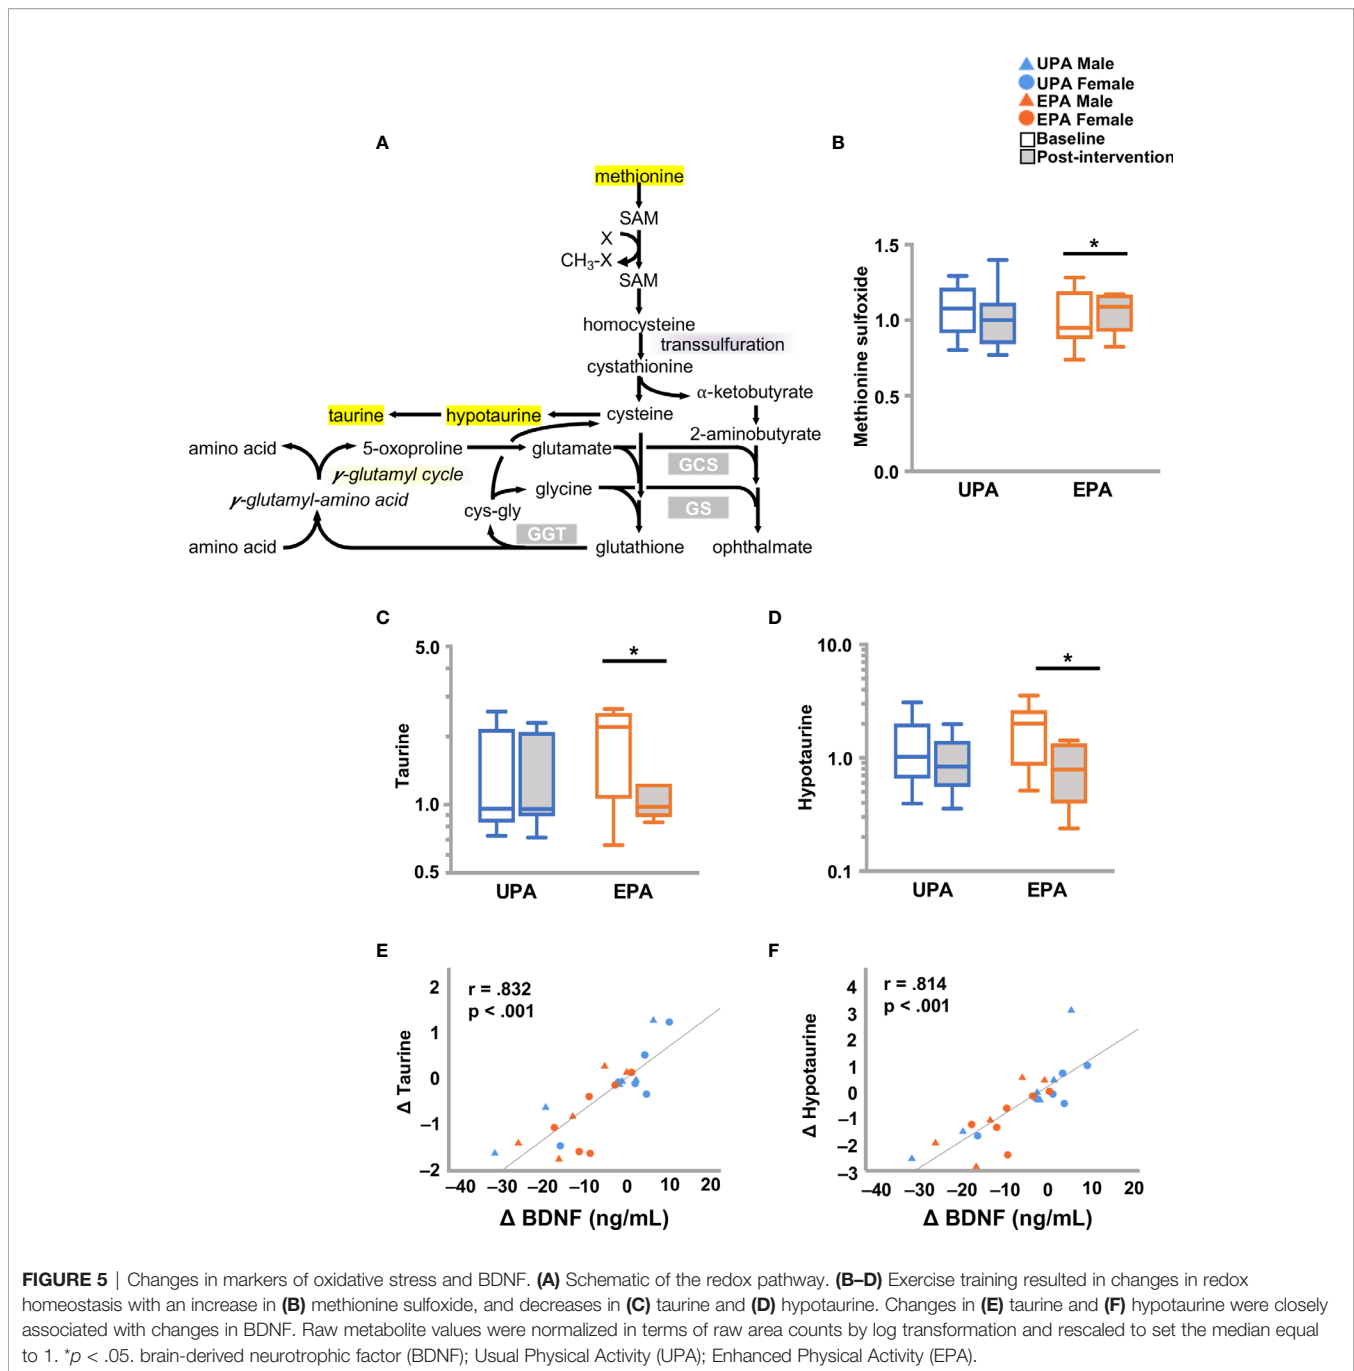 UPA Male
UPA Female
EPA Male
EPA Female
Baseline
Post-intervention
A
methionine
SAM
X
CH3-X
SAM
homocysteine
transsulfuration
cystathionine
α-ketobutyrate
taurine
hypotaurine
cysteine
2-aminobutyrate
amino acid
5-oxoproline
glutamate
GCS
γ-glutamyl cycle
γ-glutamyl-amino acid
glycine
cys-gly
GS
GGT
amino acid
glutathione
ophthalmate
B
Methionine sulfoxide
1.5
1.0
0.5
0.0
*
UPA
EPA
C
Taurine
5.0
1.0
0.5
*
UPA
EPA
D
Hypotaurine
10.0
1.0
0.1
*
UPA
EPA
E
r = .832
p < .001
Δ Taurine
2
1
0
–1
–2
–40 –30 –20 –10 0 10 20
Δ BDNF (ng/mL)
F
r = .814
p < .001
Δ Hypotaurine
4
3
2
1
0
–1
–2
–3
–40 –30 –20 –10 0 10 20
Δ BDNF (ng/mL)
FIGURE 5 | Changes in markers of oxidative stress and BDNF. (A) Schematic of the redox pathway. (B–D) Exercise training resulted in changes in redox
homeostasis with an increase in (B) methionine sulfoxide, and decreases in (C) taurine and (D) hypotaurine. Changes in (E) taurine and (F) hypotaurine were closely
associated with changes in BDNF. Raw metabolite values were normalized in terms of raw area counts by log transformation and rescaled to set the median equal
to 1. *p < .05. brain-derived neurotrophic factor (BDNF); Usual Physical Activity (UPA); Enhanced Physical Activity (EPA).